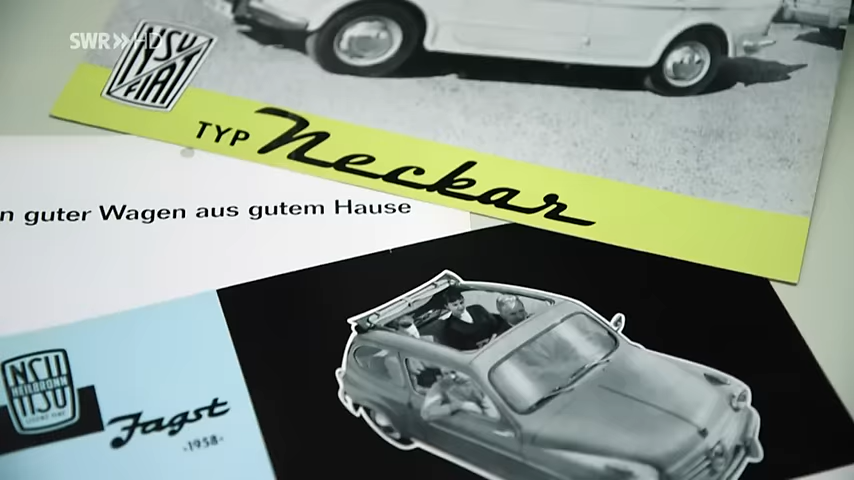 SWR»HD
NSU
FIAT
TYP Neckar
n guter Wagen aus gutem Hause
NSU
HEILBRONN
NSU
Jagst
-1958-